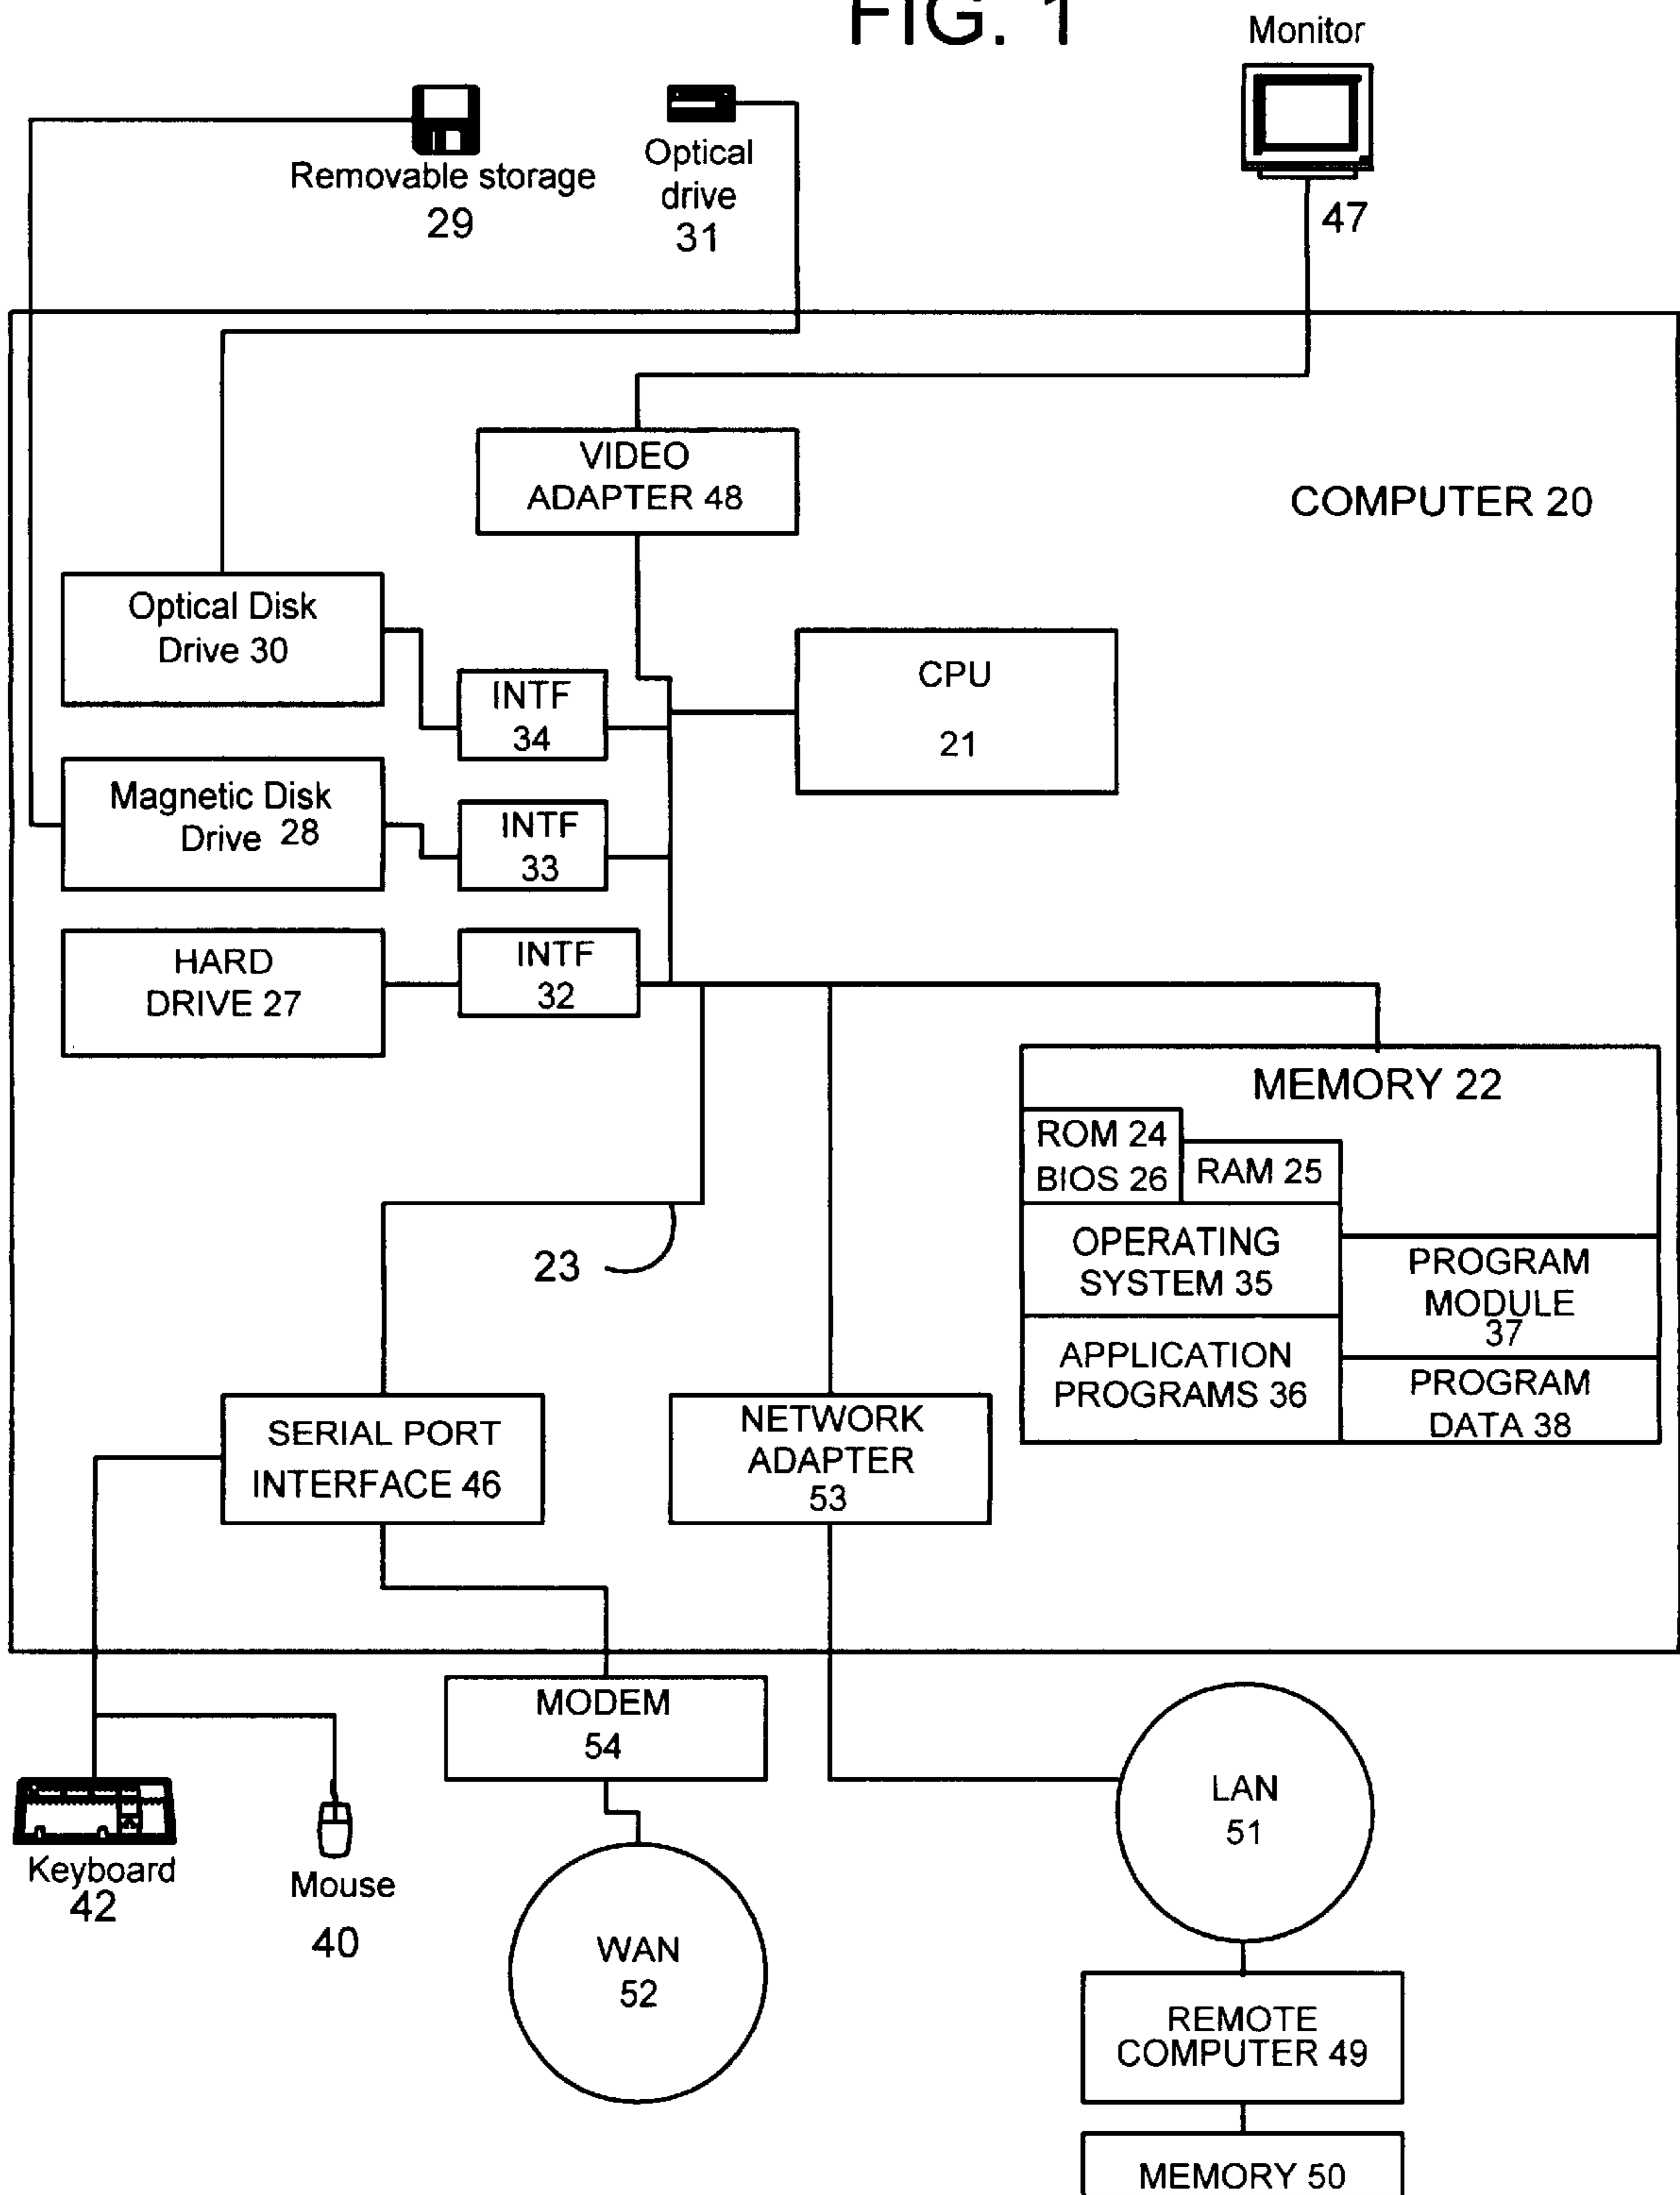 FIG. 1
Monitor
47
Removable storage
29
Optical
drive
31
COMPUTER 20
VIDEO
ADAPTER 48
Optical Disk
Drive 30
INTF
34
CPU
21
Magnetic Disk
Drive 28
INTF
33
HARD
DRIVE 27
INTF
32
MEMORY 22
ROM 24
BIOS 26
RAM 25
OPERATING
SYSTEM 35
PROGRAM
MODULE
37
APPLICATION
PROGRAMS 36
PROGRAM
DATA 38
23
SERIAL PORT
INTERFACE 46
NETWORK
ADAPTER
53
MODEM
54
Keyboard
42
Mouse
40
WAN
52
LAN
51
REMOTE
COMPUTER 49
MEMORY 50